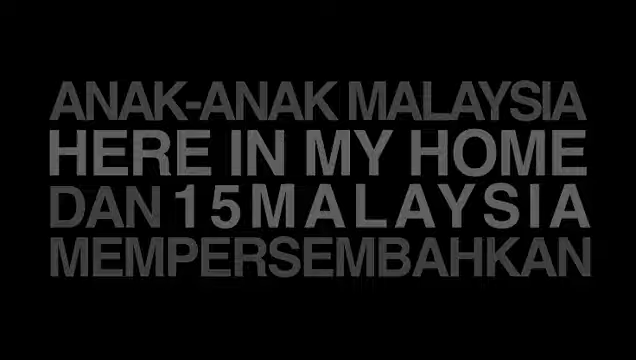 ANAK-ANAK MALAYSIA
HERE IN MY HOME
DAN 15MALAYSIA
MEMPERSEMBAHKAN